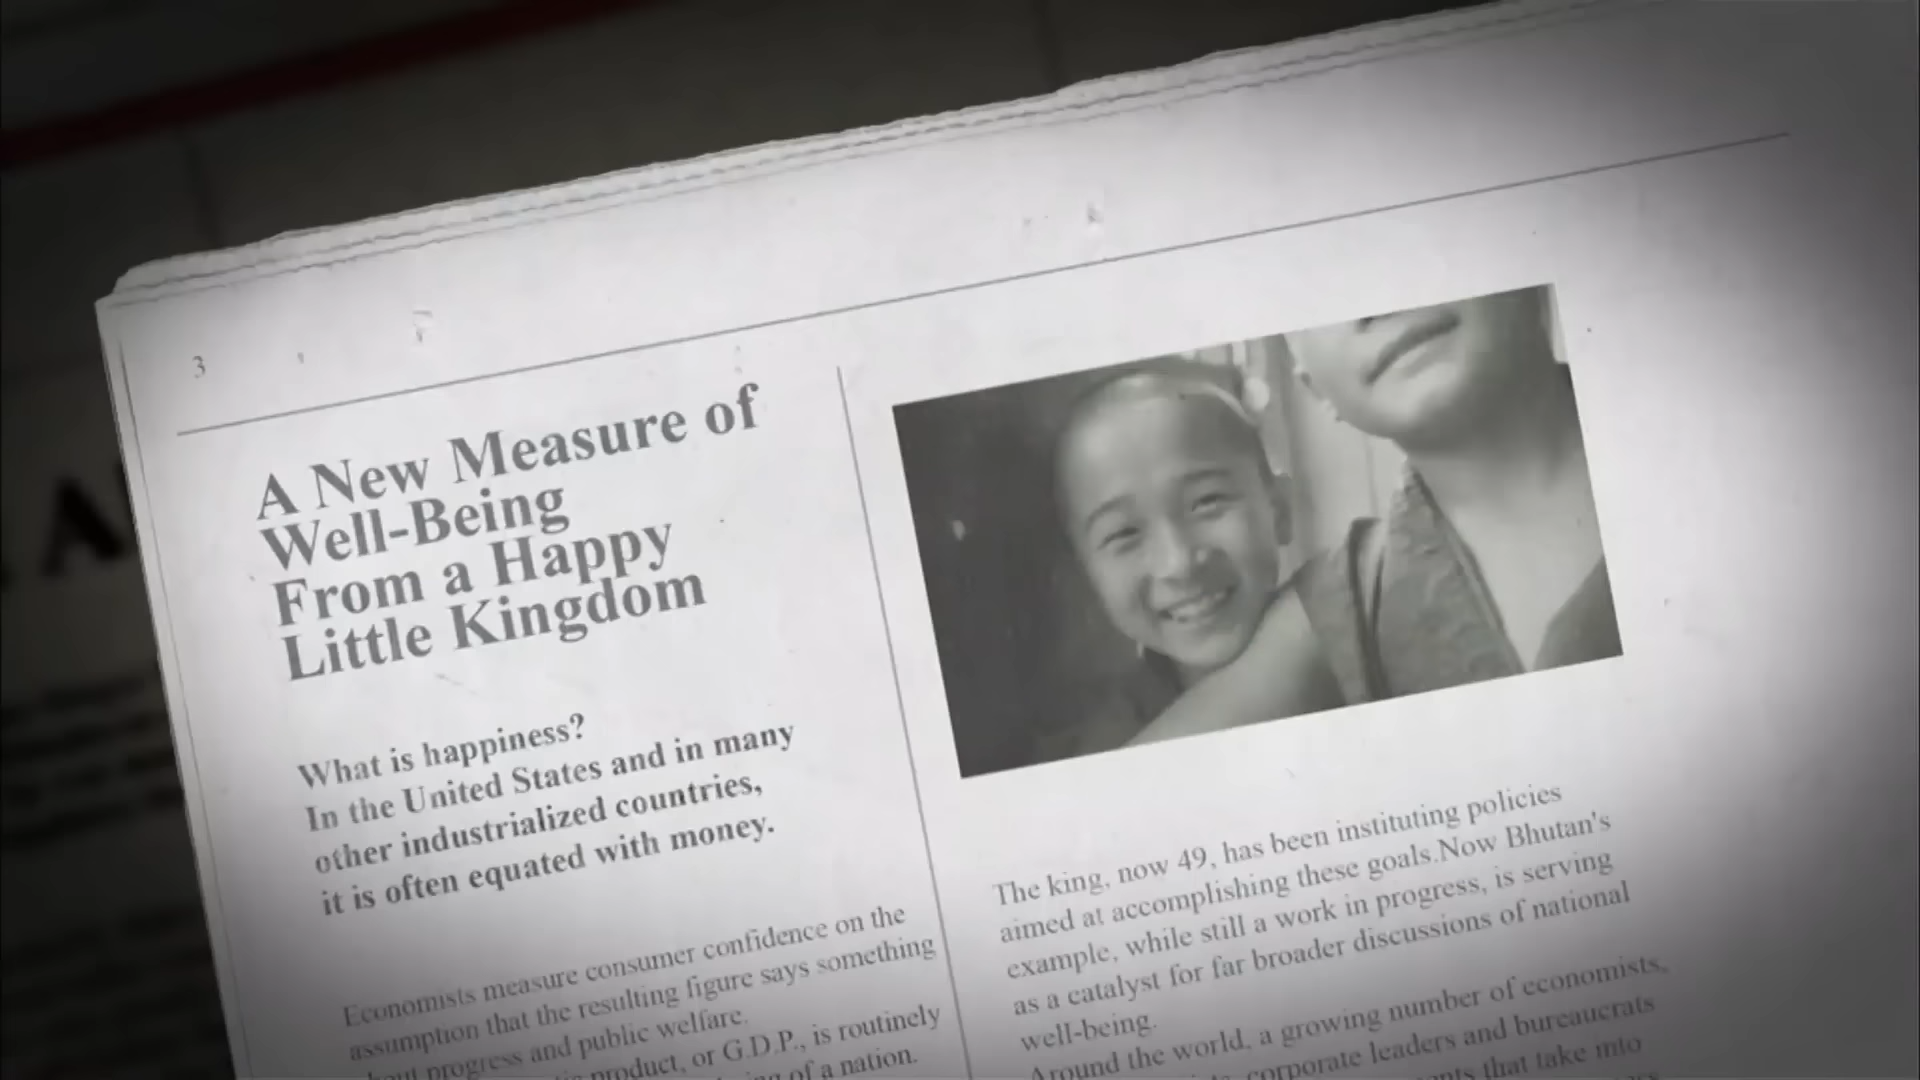 3
A New Measure of
Well-Being
From a Happy
Little Kingdom
What is happiness?
In the United States and in many
other industrialized countries,
it is often equated with money.
Economists measure consumer confidence on the
assumption that the resulting figure says something
about progress and public welfare.
product, or G.D.P., is routinely
of a nation.
The king, now 49, has been instituting policies
aimed at accomplishing these goals.Now Bhutan's
example, while still a work in progress, is serving
as a catalyst for far broader discussions of national
well-being.
Around the world, a growing number of economists,
corporate leaders and bureaucrats
that take into